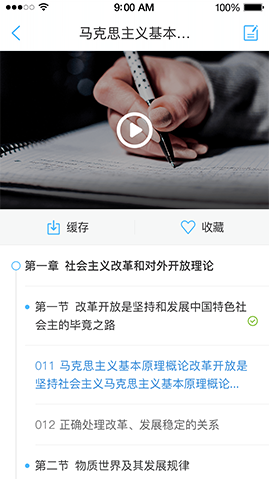 9:00 AM
100%
马克思主义基本...
缓存
收藏
第一章 社会主义改革和对外开放理论
第一节 改革开放是坚持和发展中国特色社
会主的毕竟之路
011 马克思主义基本原理概论改革开放是
坚持社会主义马克思主义基本原理概论...
012 正确处理改革、发展稳定的关系
第二节 物质世界及其发展规律